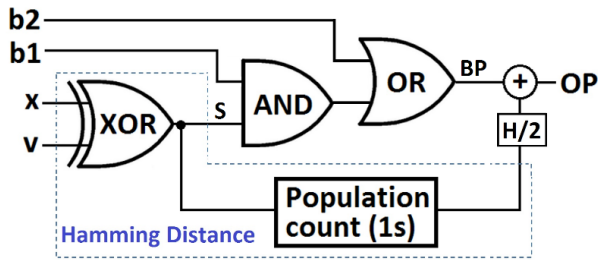 b2
b1
x
v
XOR
S
AND
OR
BP
+
OP
H/2
Population
count (1s)
Hamming Distance